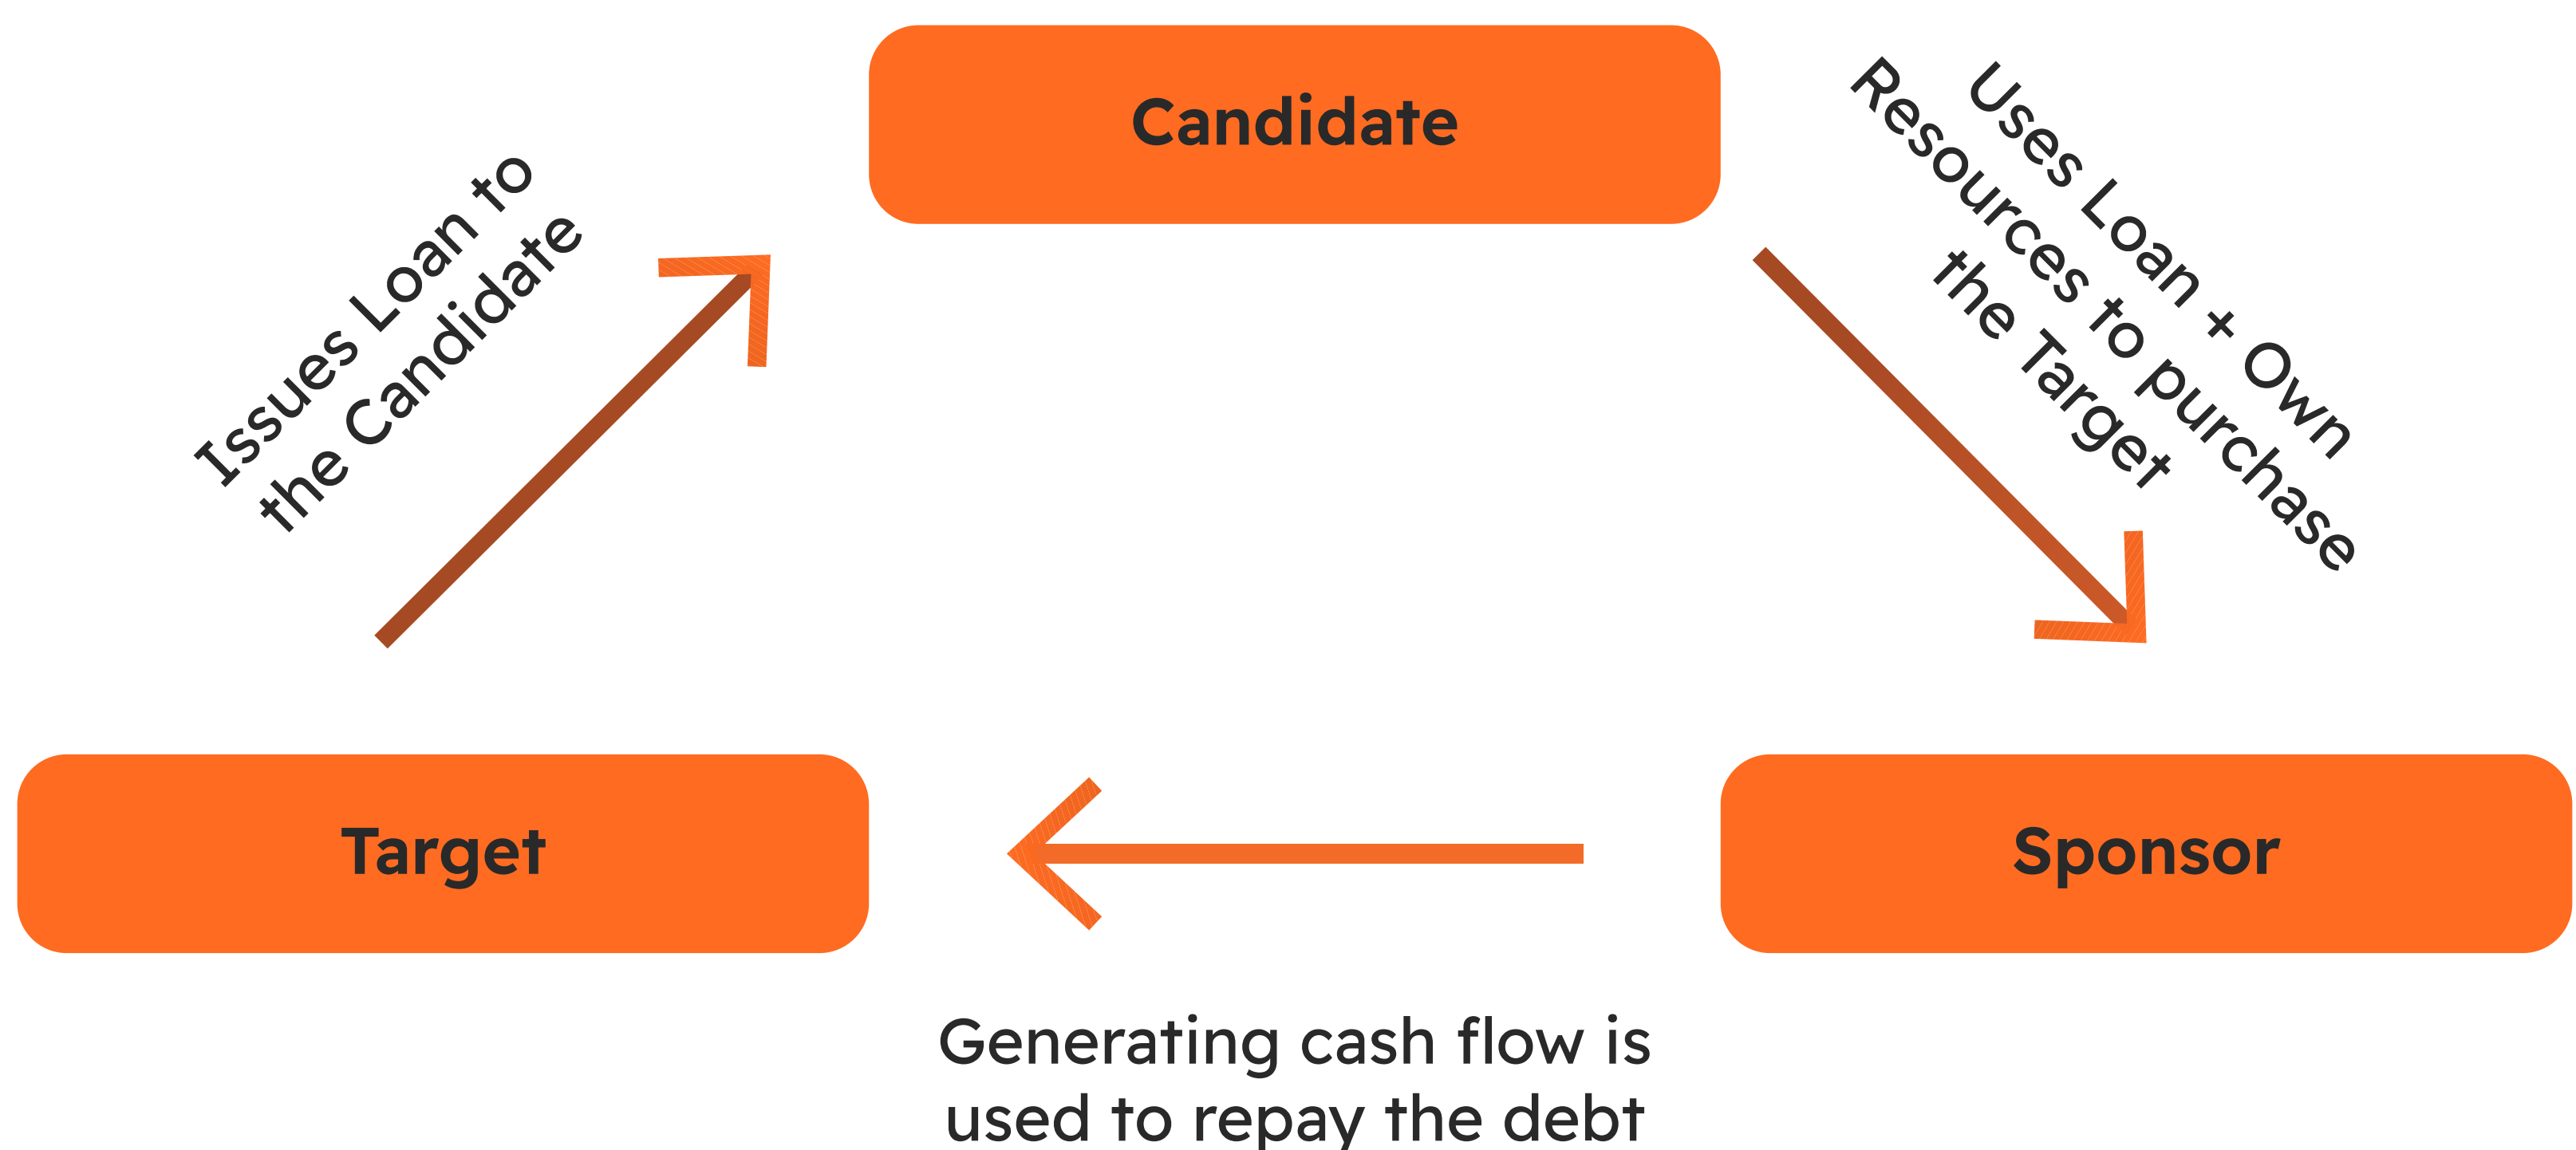 Candidate
Issues Loan to
the Candidate
Uses Loan + Own
Resources to purchase
the Target
Target
Sponsor
Generating cash flow is
used to repay the debt